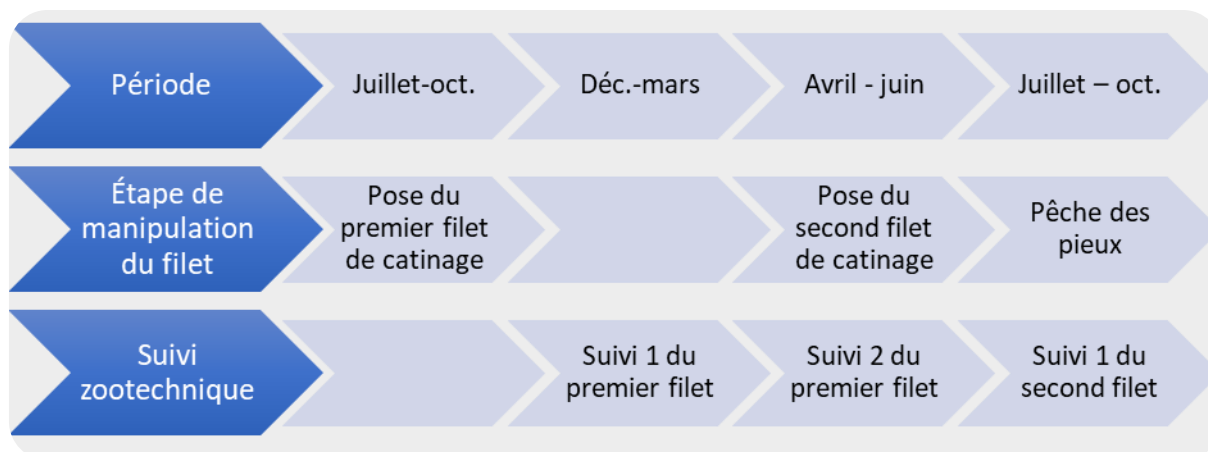 Période
Juillet-oct.
Déc.-mars
Avril - juin
Juillet – oct.
Étape de
manipulation
du filet
Pose du
premier filet
de catinage
Pose du
second filet
de catinage
Pêche des
pieux
Suivi
zootechnique
Suivi 1 du
premier filet
Suivi 2 du
premier filet
Suivi 1 du
second filet